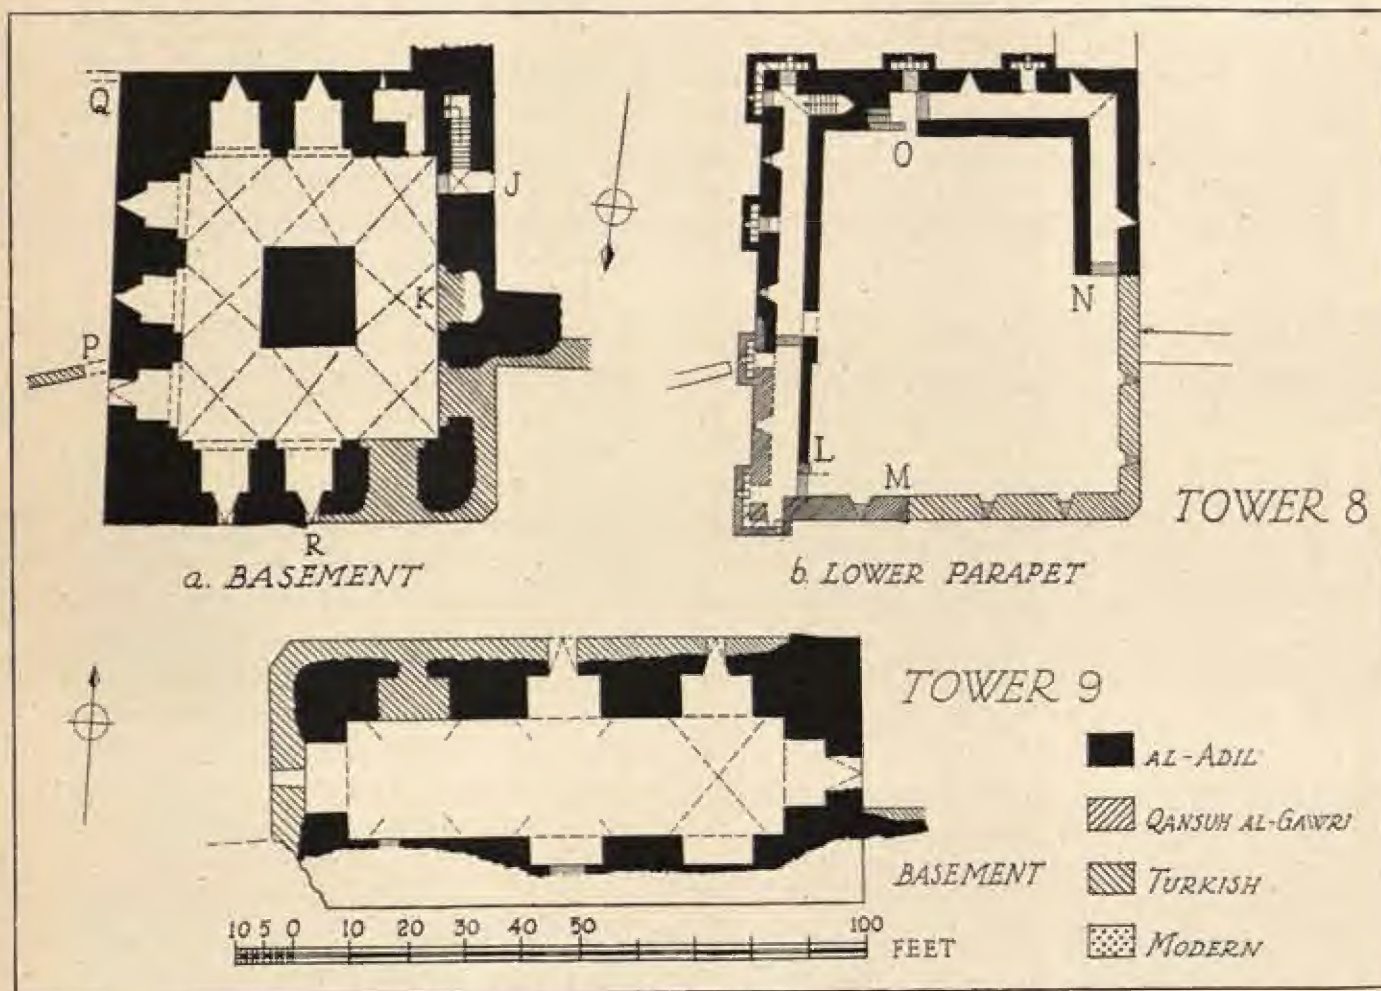 Q
J
K
P
R
a. BASEMENT
O
N
L
M
b. LOWER PARAPET
TOWER 8
TOWER 9
AL-ADIL
QANSUH AL-GAWRI
TURKISH
MODERN
BASEMENT
10 5 0 10 20 30 40 50 100
FEET